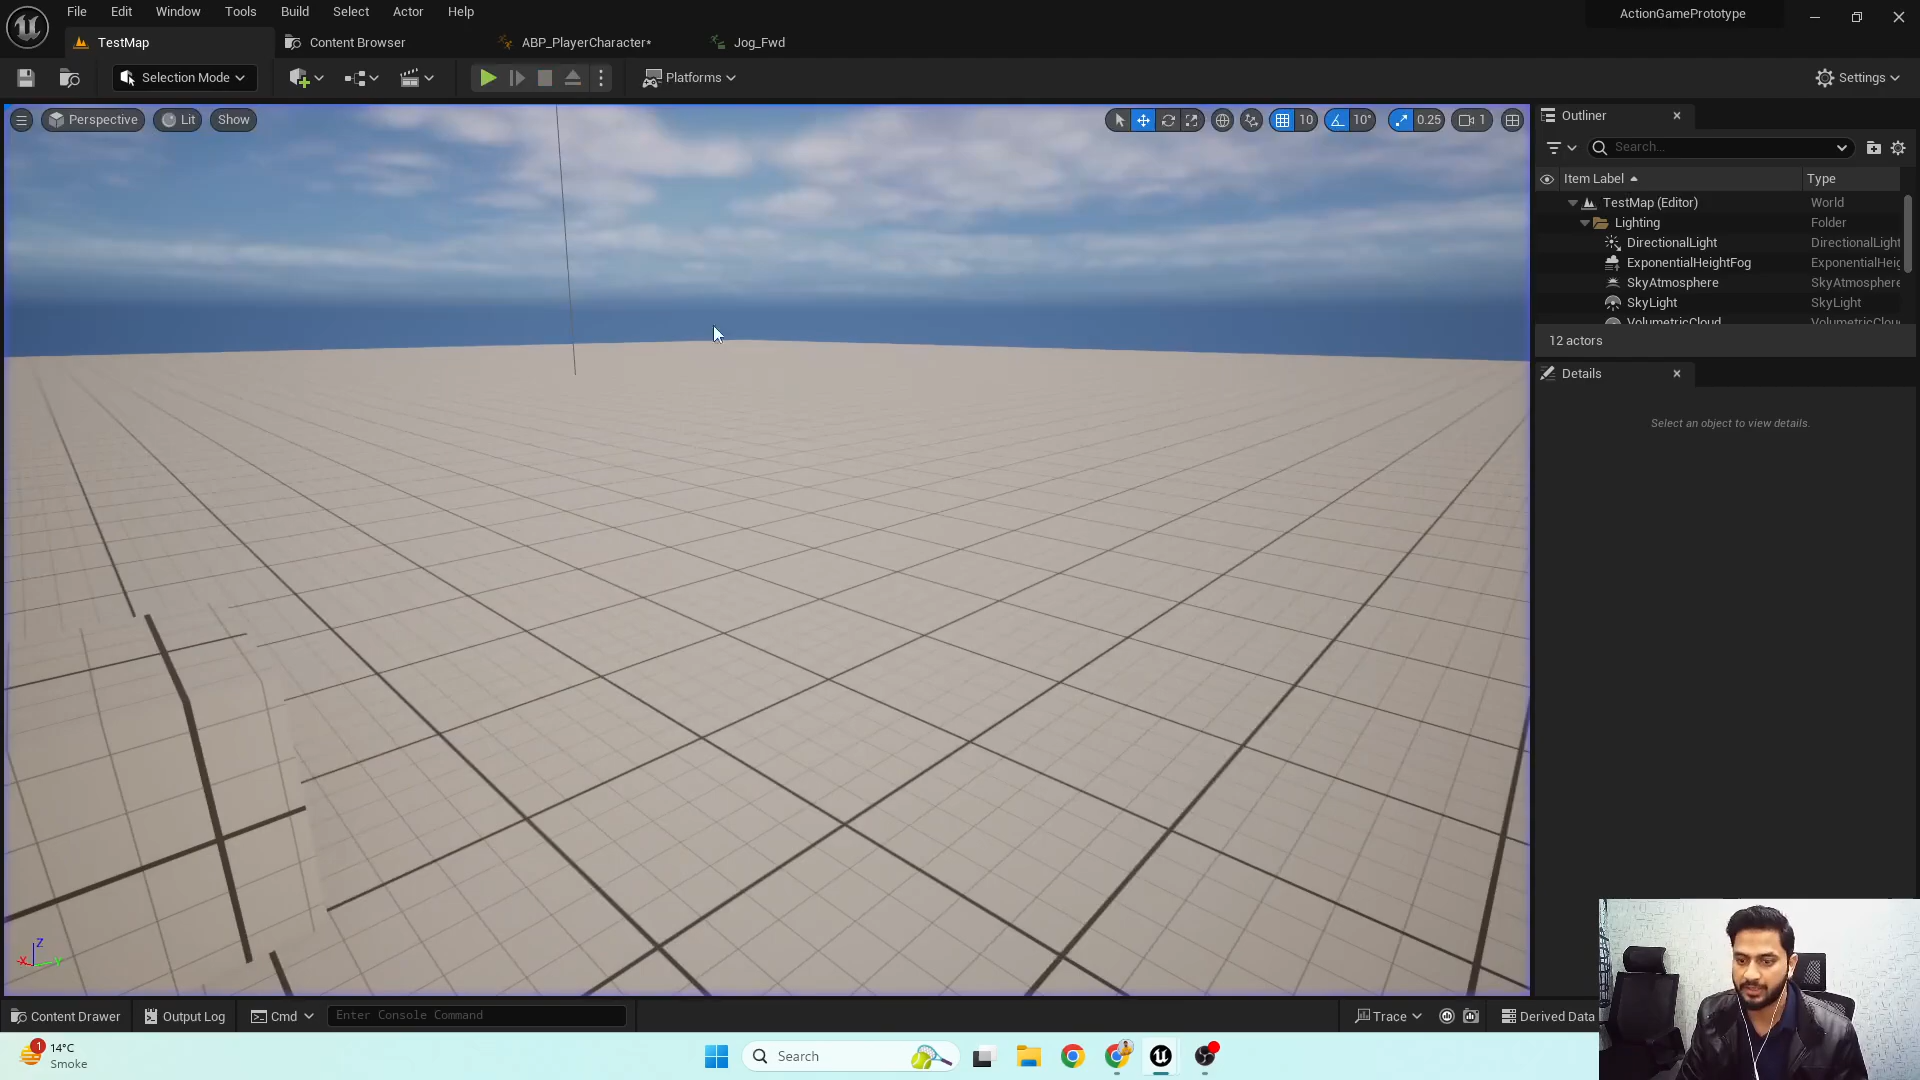 File Edit Window Tools Build Select Actor Help
ActionGamePrototype
TestMap Content Browser ABP_PlayerCharacter* Jog_Fwd
Selection Mode Platforms Settings
Perspective Lit Show 10 10° 0.25 1
Outliner
Search...
Item Label Type
TestMap (Editor) World
Lighting Folder
DirectionalLight DirectionalLight
ExponentialHeightFog ExponentialHeig
SkyAtmosphere SkyAtmosphere
SkyLight SkyLight
VolumetricCloud VolumetricClou
12 actors
Details
Select an object to view details.
Z
X Y
Content Drawer Output Log Cmd Enter Console Command Trace Derived Data
1 14°C
Smoke
Search